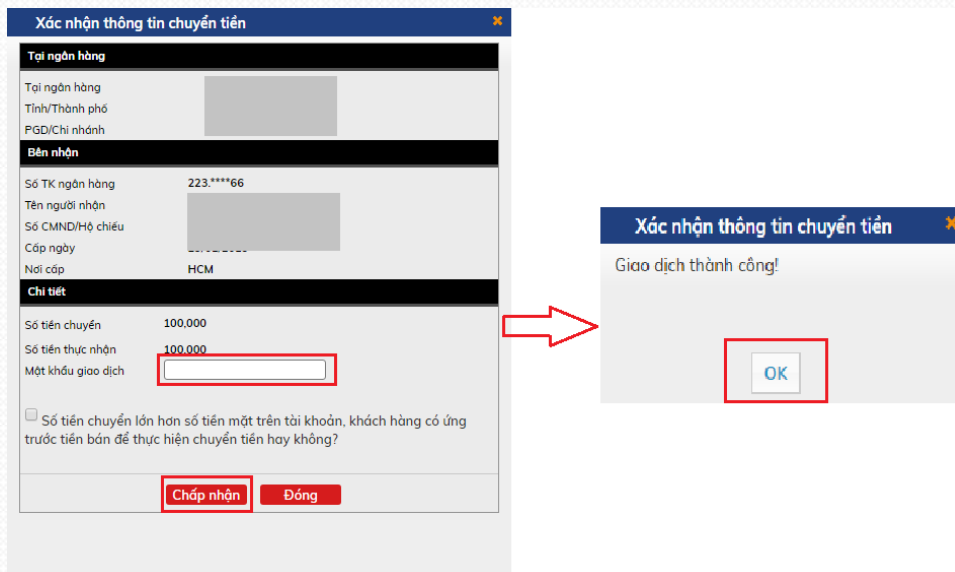 Xác nhận thông tin chuyển tiền
Tại ngân hàng
Tại ngân hàng
Tỉnh/Thành phố
PGD/Chi nhánh
Bên nhận
Số TK ngân hàng 223.****66
Tên người nhận
Số CMND/Hộ chiếu
Cấp ngày
Nơi cấp HCM
Chi tiết
Số tiền chuyển 100,000
Số tiền thực nhận 100,000
Mật khẩu giao dịch
Số tiền chuyển lớn hơn số tiền mặt trên tài khoản, khách hàng có ứng
trước tiền bán để thực hiện chuyển tiền hay không?
Chấp nhận Đóng
Xác nhận thông tin chuyển tiền
Giao dịch thành công!
OK